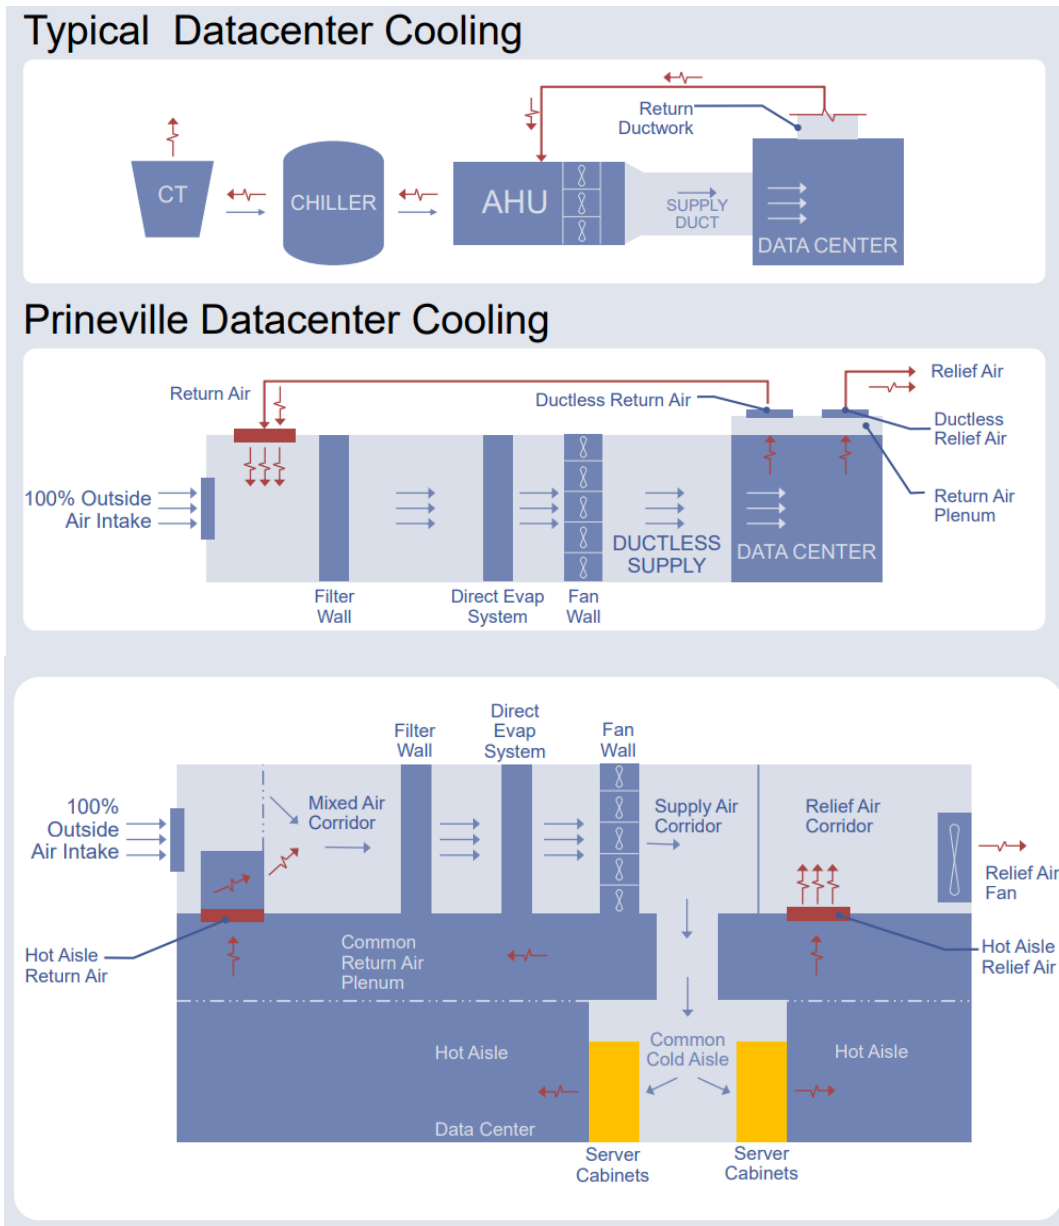 Typical Datacenter Cooling
Return
Ductwork
CT
CHILLER
AHU
SUPPLY
DUCT
DATA CENTER
Prineville Datacenter Cooling
Return Air
Ductless Return Air
Relief Air
Ductless
Relief Air
100% Outside
Air Intake
Return Air
Plenum
DUCTLESS
SUPPLY
DATA CENTER
Filter
Wall
Direct Evap
System
Fan
Wall
Direct
Evap
System
Filter
Wall
Fan
Wall
100%
Outside
Air Intake
Mixed Air
Corridor
Supply Air
Corridor
Relief Air
Corridor
Relief Air
Fan
Hot Aisle
Return Air
Common
Return Air
Plenum
Hot Aisle
Relief Air
Hot Aisle
Common
Cold Aisle
Hot Aisle
Data Center
Server
Cabinets
Server
Cabinets